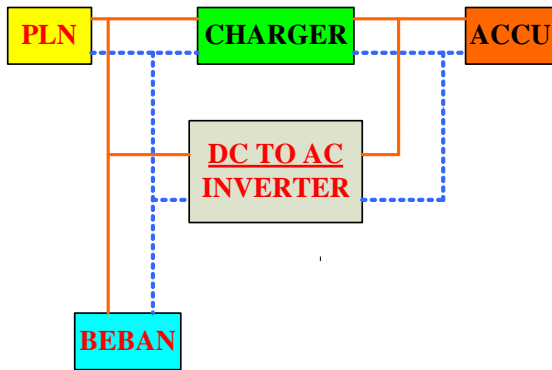 PLN
CHARGER
ACCU
DC TO AC
INVERTER
BEBAN